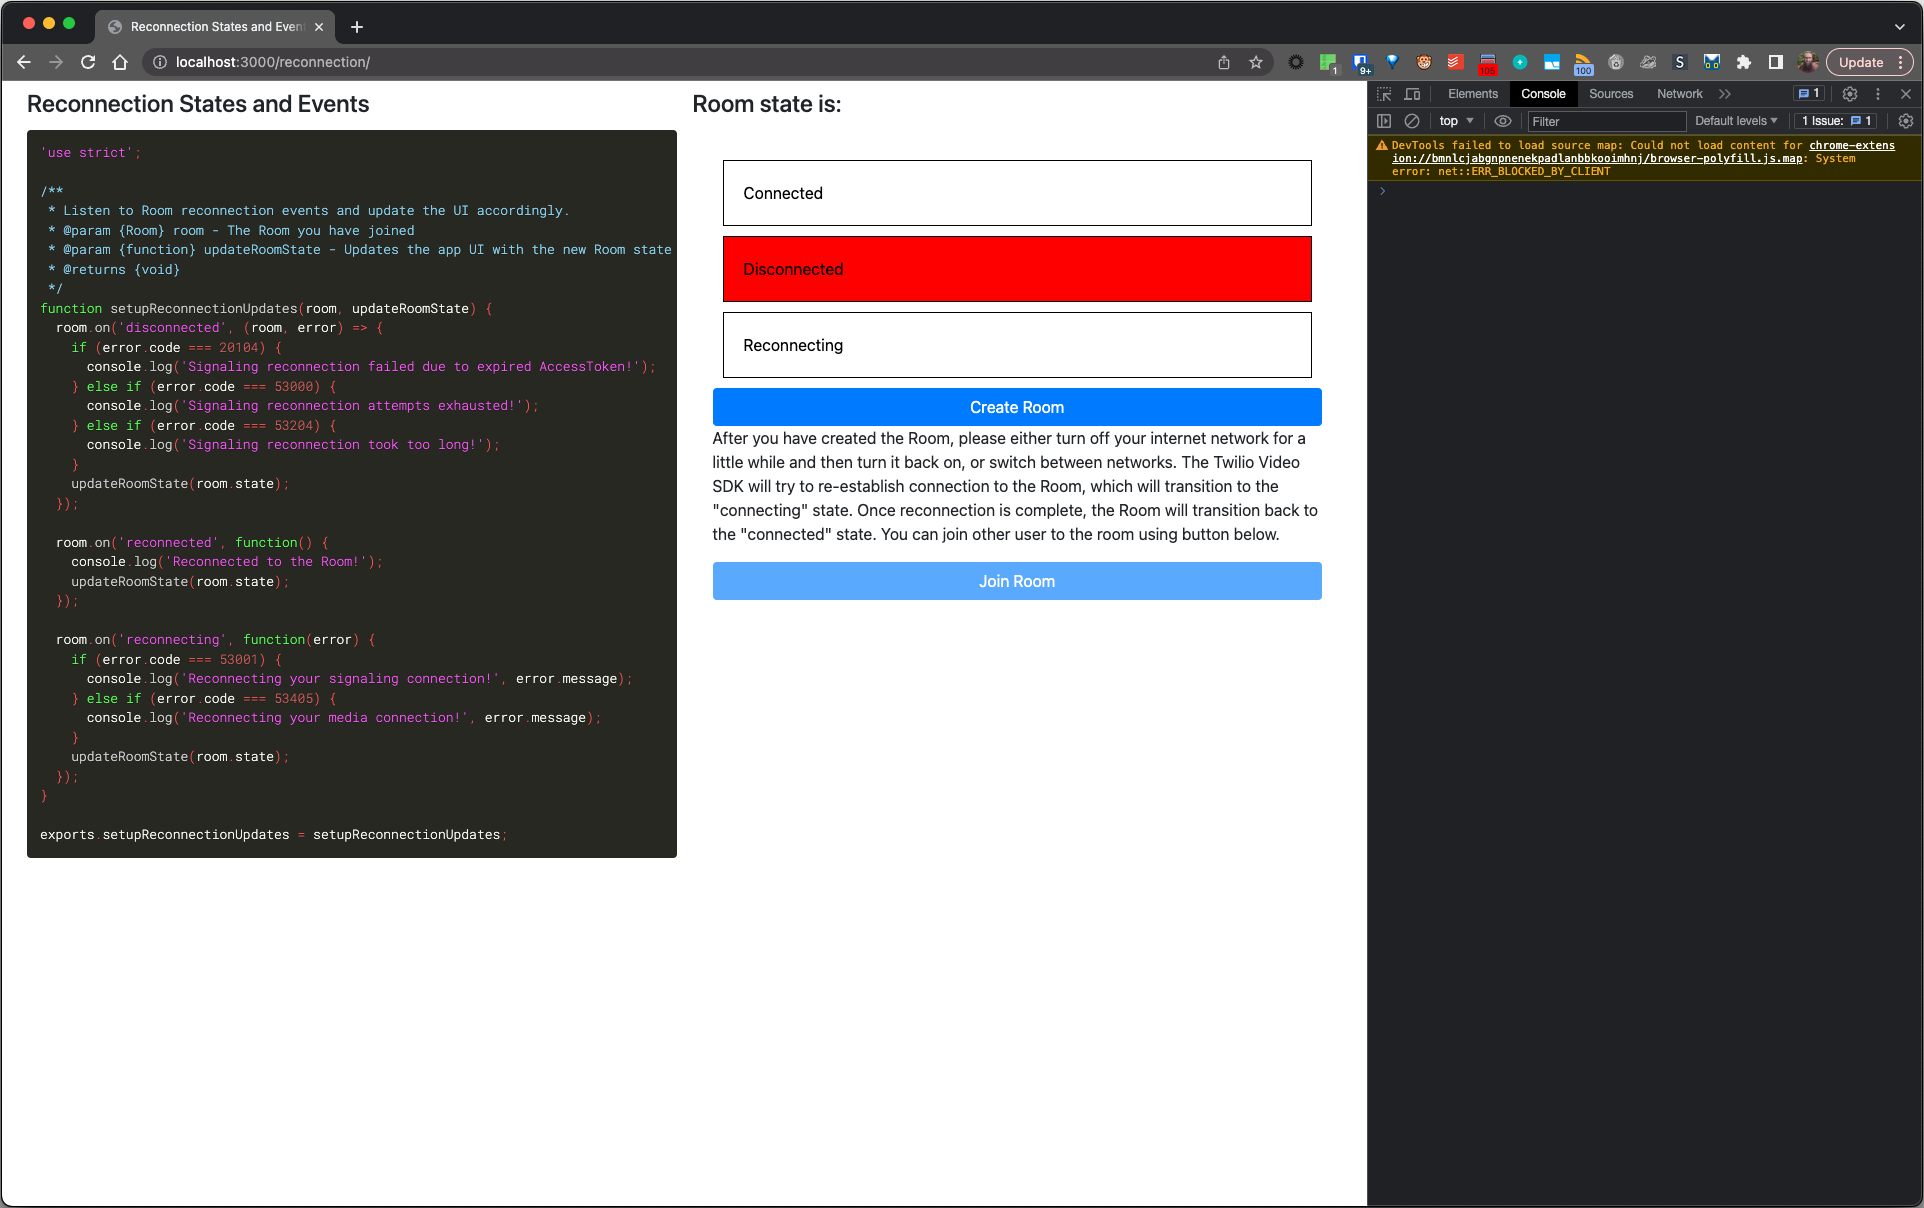 Reconnection States and Even
localhost:3000/reconnection/
1
9+
105
100
S
Update
Reconnection States and Events
'use strict';
/**
* Listen to Room reconnection events and update the UI accordingly.
* @param {Room} room - The Room you have joined
* @param {function} updateRoomState - Updates the app UI with the new Room state
* @returns {void}
*/
function setupReconnectionUpdates(room, updateRoomState) {
room.on('disconnected', (room, error) => {
if (error.code === 20104) {
console.log('Signaling reconnection failed due to expired AccessToken!');
} else if (error.code === 53000) {
console.log('Signaling reconnection attempts exhausted!');
} else if (error.code === 53204) {
console.log('Signaling reconnection took too long!');
}
updateRoomState(room.state);
});
room.on('reconnected', function() {
console.log('Reconnected to the Room!');
updateRoomState(room.state);
});
room.on('reconnecting', function(error) {
if (error.code === 53001) {
console.log('Reconnecting your signaling connection!', error.message);
} else if (error.code === 53405) {
console.log('Reconnecting your media connection!', error.message);
}
updateRoomState(room.state);
});
}
exports.setupReconnectionUpdates = setupReconnectionUpdates;
Room state is:
Connected
Disconnected
Reconnecting
Create Room
After you have created the Room, please either turn off your internet network for a
little while and then turn it back on, or switch between networks. The Twilio Video
SDK will try to re-establish connection to the Room, which will transition to the
"connecting" state. Once reconnection is complete, the Room will transition back to
the "connected" state. You can join other user to the room using button below.
Join Room
Elements Console Sources Network 1
top Filter Default levels 1 Issue: 1
DevTools failed to load source map: Could not load content for chrome-extens
ion://bmnlcjabgnpnenekpadlanbbkooimhnj/browser-polyfill.js.map: System
error: net::ERR_BLOCKED_BY_CLIENT